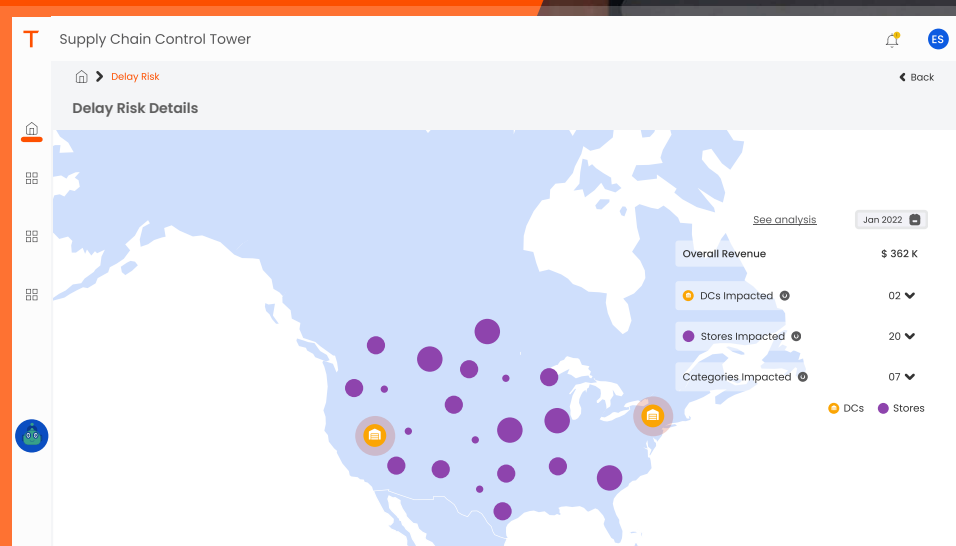 T
Supply Chain Control Tower
ES
Delay Risk
Back
Delay Risk Details
See analysis
Jan 2022
Overall Revenue $ 362 K
DCs Impacted 02
Stores Impacted 20
Categories Impacted 07
DCs Stores